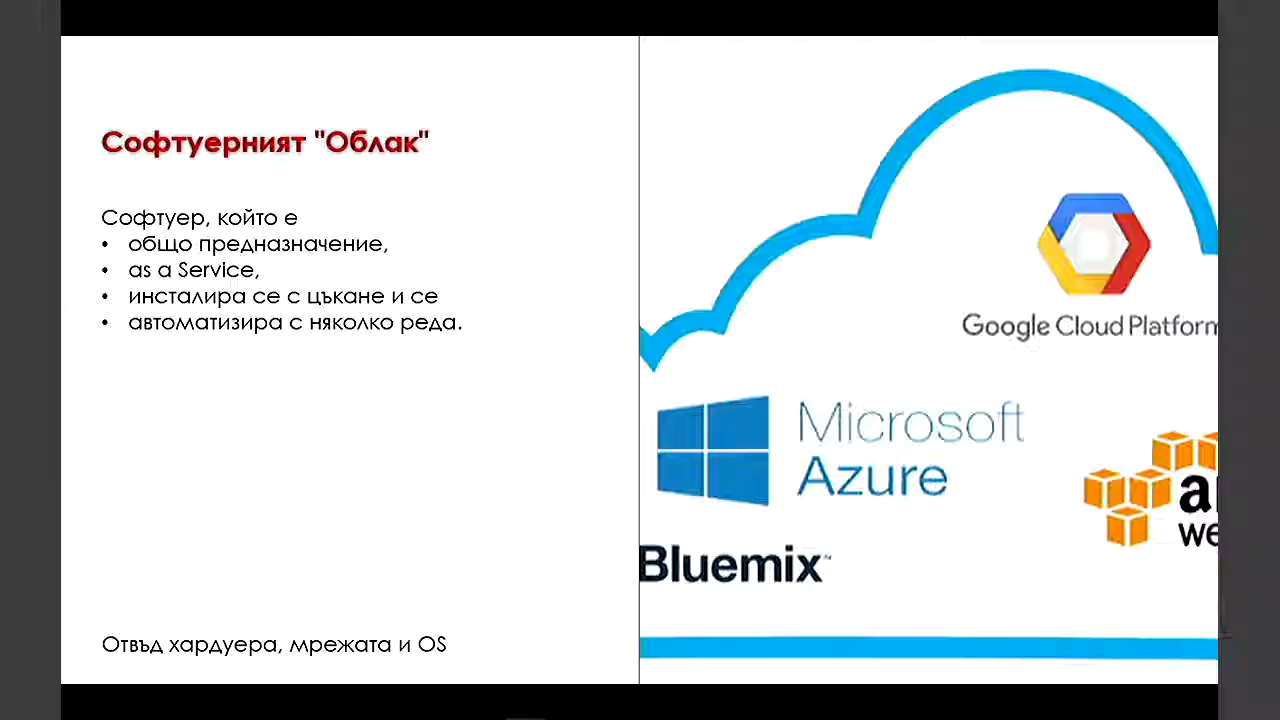 Софтуерният "Облак"
Софтуер, който е
• общо предназначение,
• as a Service,
• инсталира се с цъкане и се
• автоматизира с няколко реда.
Отвъд хардуера, мрежата и OS
Google Cloud Platform
Microsoft
Azure
Bluemix™